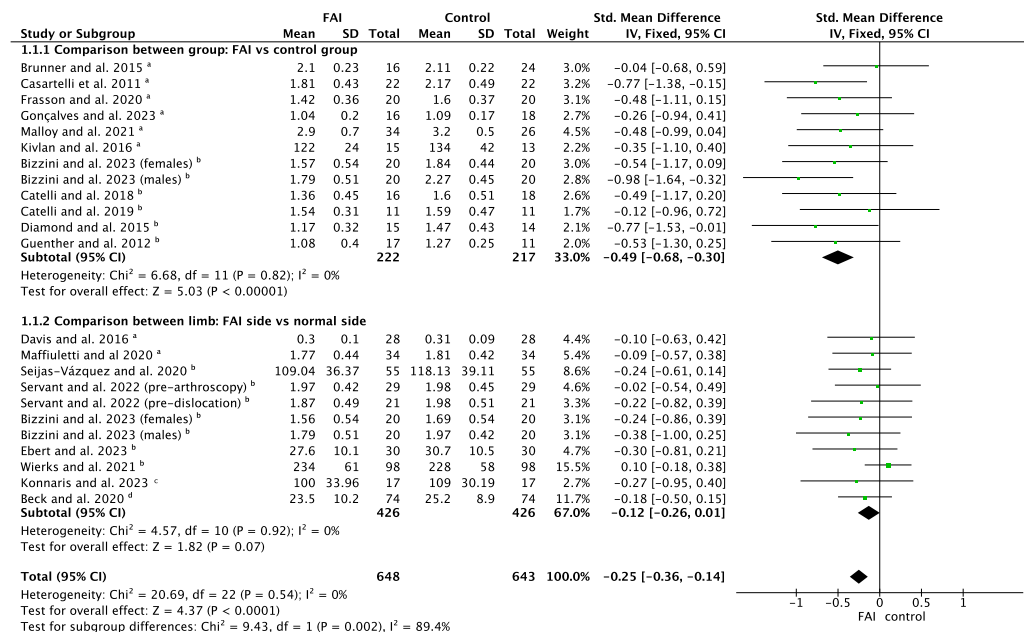 FAI Control Std. Mean Difference Std. Mean Difference
Study or Subgroup Mean SD Total Mean SD Total Weight IV, Fixed, 95% CI IV, Fixed, 95% CI
1.1.1 Comparison between group: FAI vs control group
Brunner and al. 2015 ᵃ 2.1 0.23 16 2.11 0.22 24 3.0% −0.04 [−0.68, 0.59]
Casartelli et al. 2011 ᵃ 1.81 0.43 22 2.17 0.49 22 3.2% −0.77 [−1.38, −0.15]
Frasson et al. 2020 ᵃ 1.42 0.36 20 1.6 0.37 20 3.1% −0.48 [−1.11, 0.15]
Gonçalves et al. 2023 ᵃ 1.04 0.2 16 1.09 0.17 18 2.6% −0.26 [−0.94, 0.41]
Malloy et al. 2021 ᵃ 2.9 0.7 34 3.2 0.5 26 4.5% −0.48 [−0.99, 0.04]
Kivlan et al. 2016 ᵃ 122 24 15 134 42 13 2.1% −0.35 [−1.10, 0.40]
Bizzini et al. 2023 (females) ᵇ 1.57 0.54 20 1.84 0.44 20 3.0% −0.54 [−1.17, 0.09]
Bizzini et al. 2023 (males) ᵇ 1.79 0.51 20 2.27 0.45 20 2.8% −0.98 [−1.64, −0.32]
Catelli et al. 2018 ᵇ 1.36 0.45 16 1.6 0.51 18 2.6% −0.49 [−1.17, 0.20]
Catelli et al. 2019 ᵇ 1.54 0.31 11 1.59 0.47 11 1.7% −0.12 [−0.96, 0.72]
Diamond et al. 2015 ᵇ 1.17 0.32 15 1.47 0.43 14 2.1% −0.77 [−1.53, −0.01]
Guenther et al. 2012 ᵇ 1.08 0.4 17 1.27 0.25 11 2.0% −0.53 [−1.30, 0.25]
Subtotal (95% CI) 222 217 33.0% −0.49 [−0.68, −0.30]
Heterogeneity: Chi² = 6.68, df = 11 (P = 0.82); I² = 0%
Test for overall effect: Z = 5.03 (P < 0.00001)
1.1.2 Comparison between limb: FAI side vs normal side
Davis et al. 2016 ᵃ 0.3 0.1 28 0.31 0.09 28 4.4% −0.10 [−0.63, 0.42]
Maffiuletti et al 2020 ᵃ 1.77 0.44 34 1.81 0.42 34 5.4% −0.09 [−0.57, 0.38]
Seijas-Vázquez et al. 2020 ᵇ 109.04 36.37 55 118.13 39.11 55 8.6% −0.24 [−0.61, 0.14]
Servant et al. 2022 (pre-arthroscopy) ᵇ 1.97 0.42 29 1.98 0.45 29 4.6% −0.02 [−0.54, 0.49]
Servant et al. 2022 (pre-dislocation) ᵇ 1.87 0.49 21 1.98 0.51 21 3.3% −0.22 [−0.82, 0.39]
Bizzini et al. 2023 (females) ᵇ 1.56 0.54 20 1.69 0.54 20 3.2% −0.24 [−0.86, 0.39]
Bizzini et al. 2023 (males) ᵇ 1.79 0.51 20 1.97 0.42 20 3.1% −0.38 [−1.00, 0.25]
Ebert et al. 2023 ᵇ 27.6 10.1 30 30.7 10.5 30 4.7% −0.30 [−0.81, 0.21]
Wierks et al. 2021 ᵇ 234 61 98 228 58 98 15.5% 0.10 [−0.18, 0.38]
Konnaris et al. 2023 ᶜ 100 33.96 17 109 30.19 17 2.7% −0.27 [−0.95, 0.40]
Beck et al. 2020 ᵈ 23.5 10.2 74 25.2 8.9 74 11.7% −0.18 [−0.50, 0.15]
Subtotal (95% CI) 426 426 67.0% −0.12 [−0.26, 0.01]
Heterogeneity: Chi² = 4.57, df = 10 (P = 0.92); I² = 0%
Test for overall effect: Z = 1.82 (P = 0.07)
Total (95% CI) 648 643 100.0% −0.25 [−0.36, −0.14]
Heterogeneity: Chi² = 20.69, df = 22 (P = 0.54); I² = 0%
Test for overall effect: Z = 4.37 (P < 0.0001)
Test for subgroup differences: Chi² = 9.43, df = 1 (P = 0.002), I² = 89.4%
−1 −0.5 0 0.5 1
FAI control